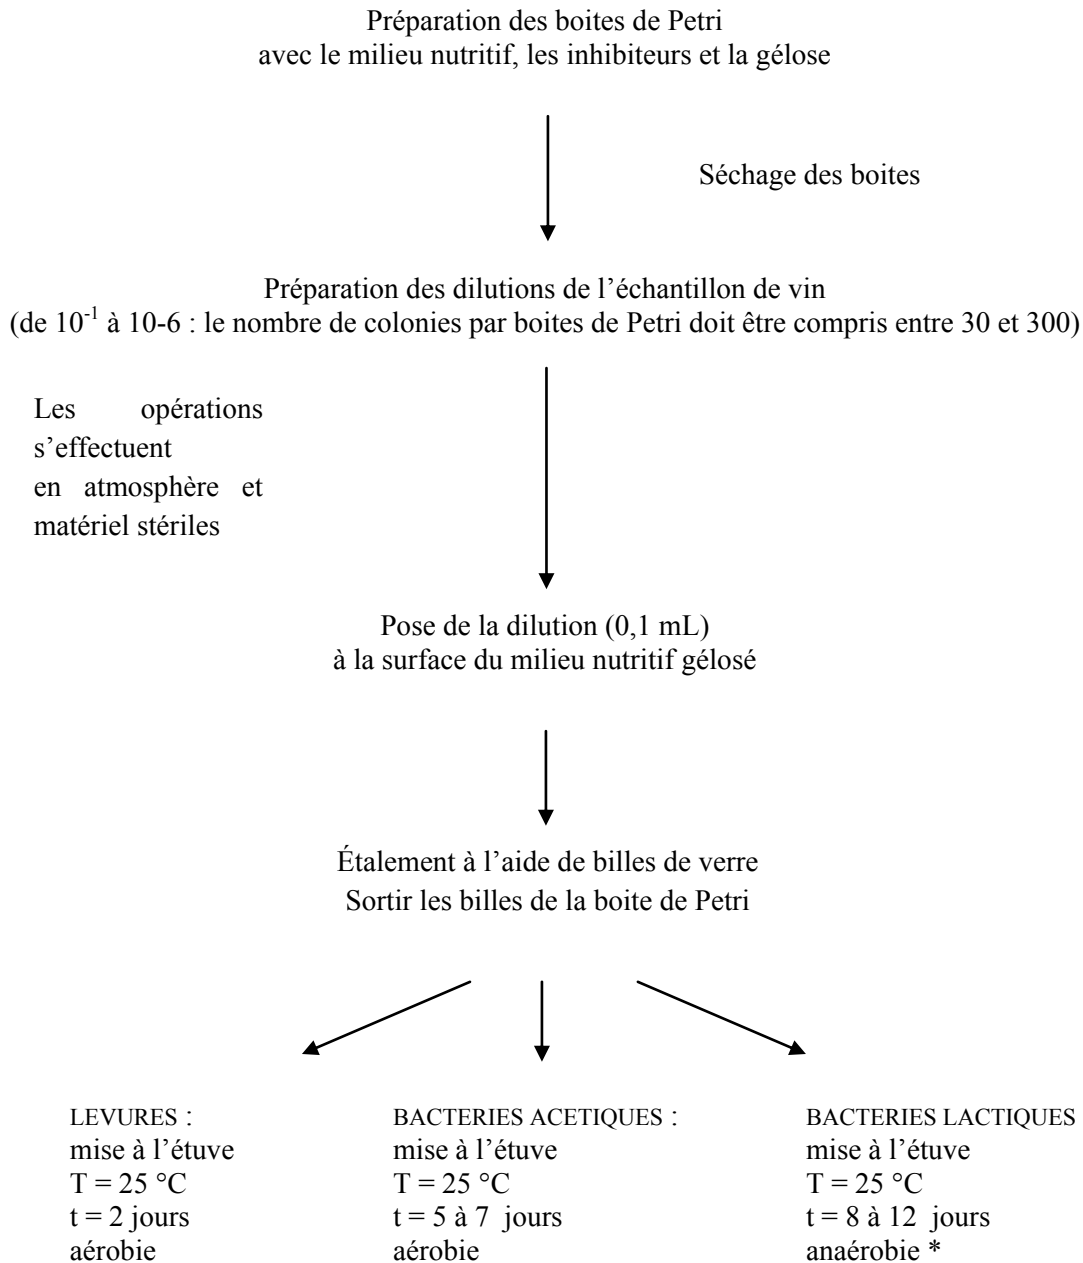 Préparation des boites de Petri
avec le milieu nutritif, les inhibiteurs et la gélose
Séchage des boites
Préparation des dilutions de l’échantillon de vin
(de 10⁻¹ à 10-6 : le nombre de colonies par boites de Petri doit être compris entre 30 et 300)
Les opérations
s’effectuent
en atmosphère et
matériel stériles
Pose de la dilution (0,1 mL)
à la surface du milieu nutritif gélosé
Étalement à l’aide de billes de verre
Sortir les billes de la boite de Petri
LEVURES :
mise à l’étuve
T = 25 °C
t = 2 jours
aérobie
BACTERIES ACETIQUES :
mise à l’étuve
T = 25 °C
t = 5 à 7 jours
aérobie
BACTERIES LACTIQUES
mise à l’étuve
T = 25 °C
t = 8 à 12 jours
anaérobie *